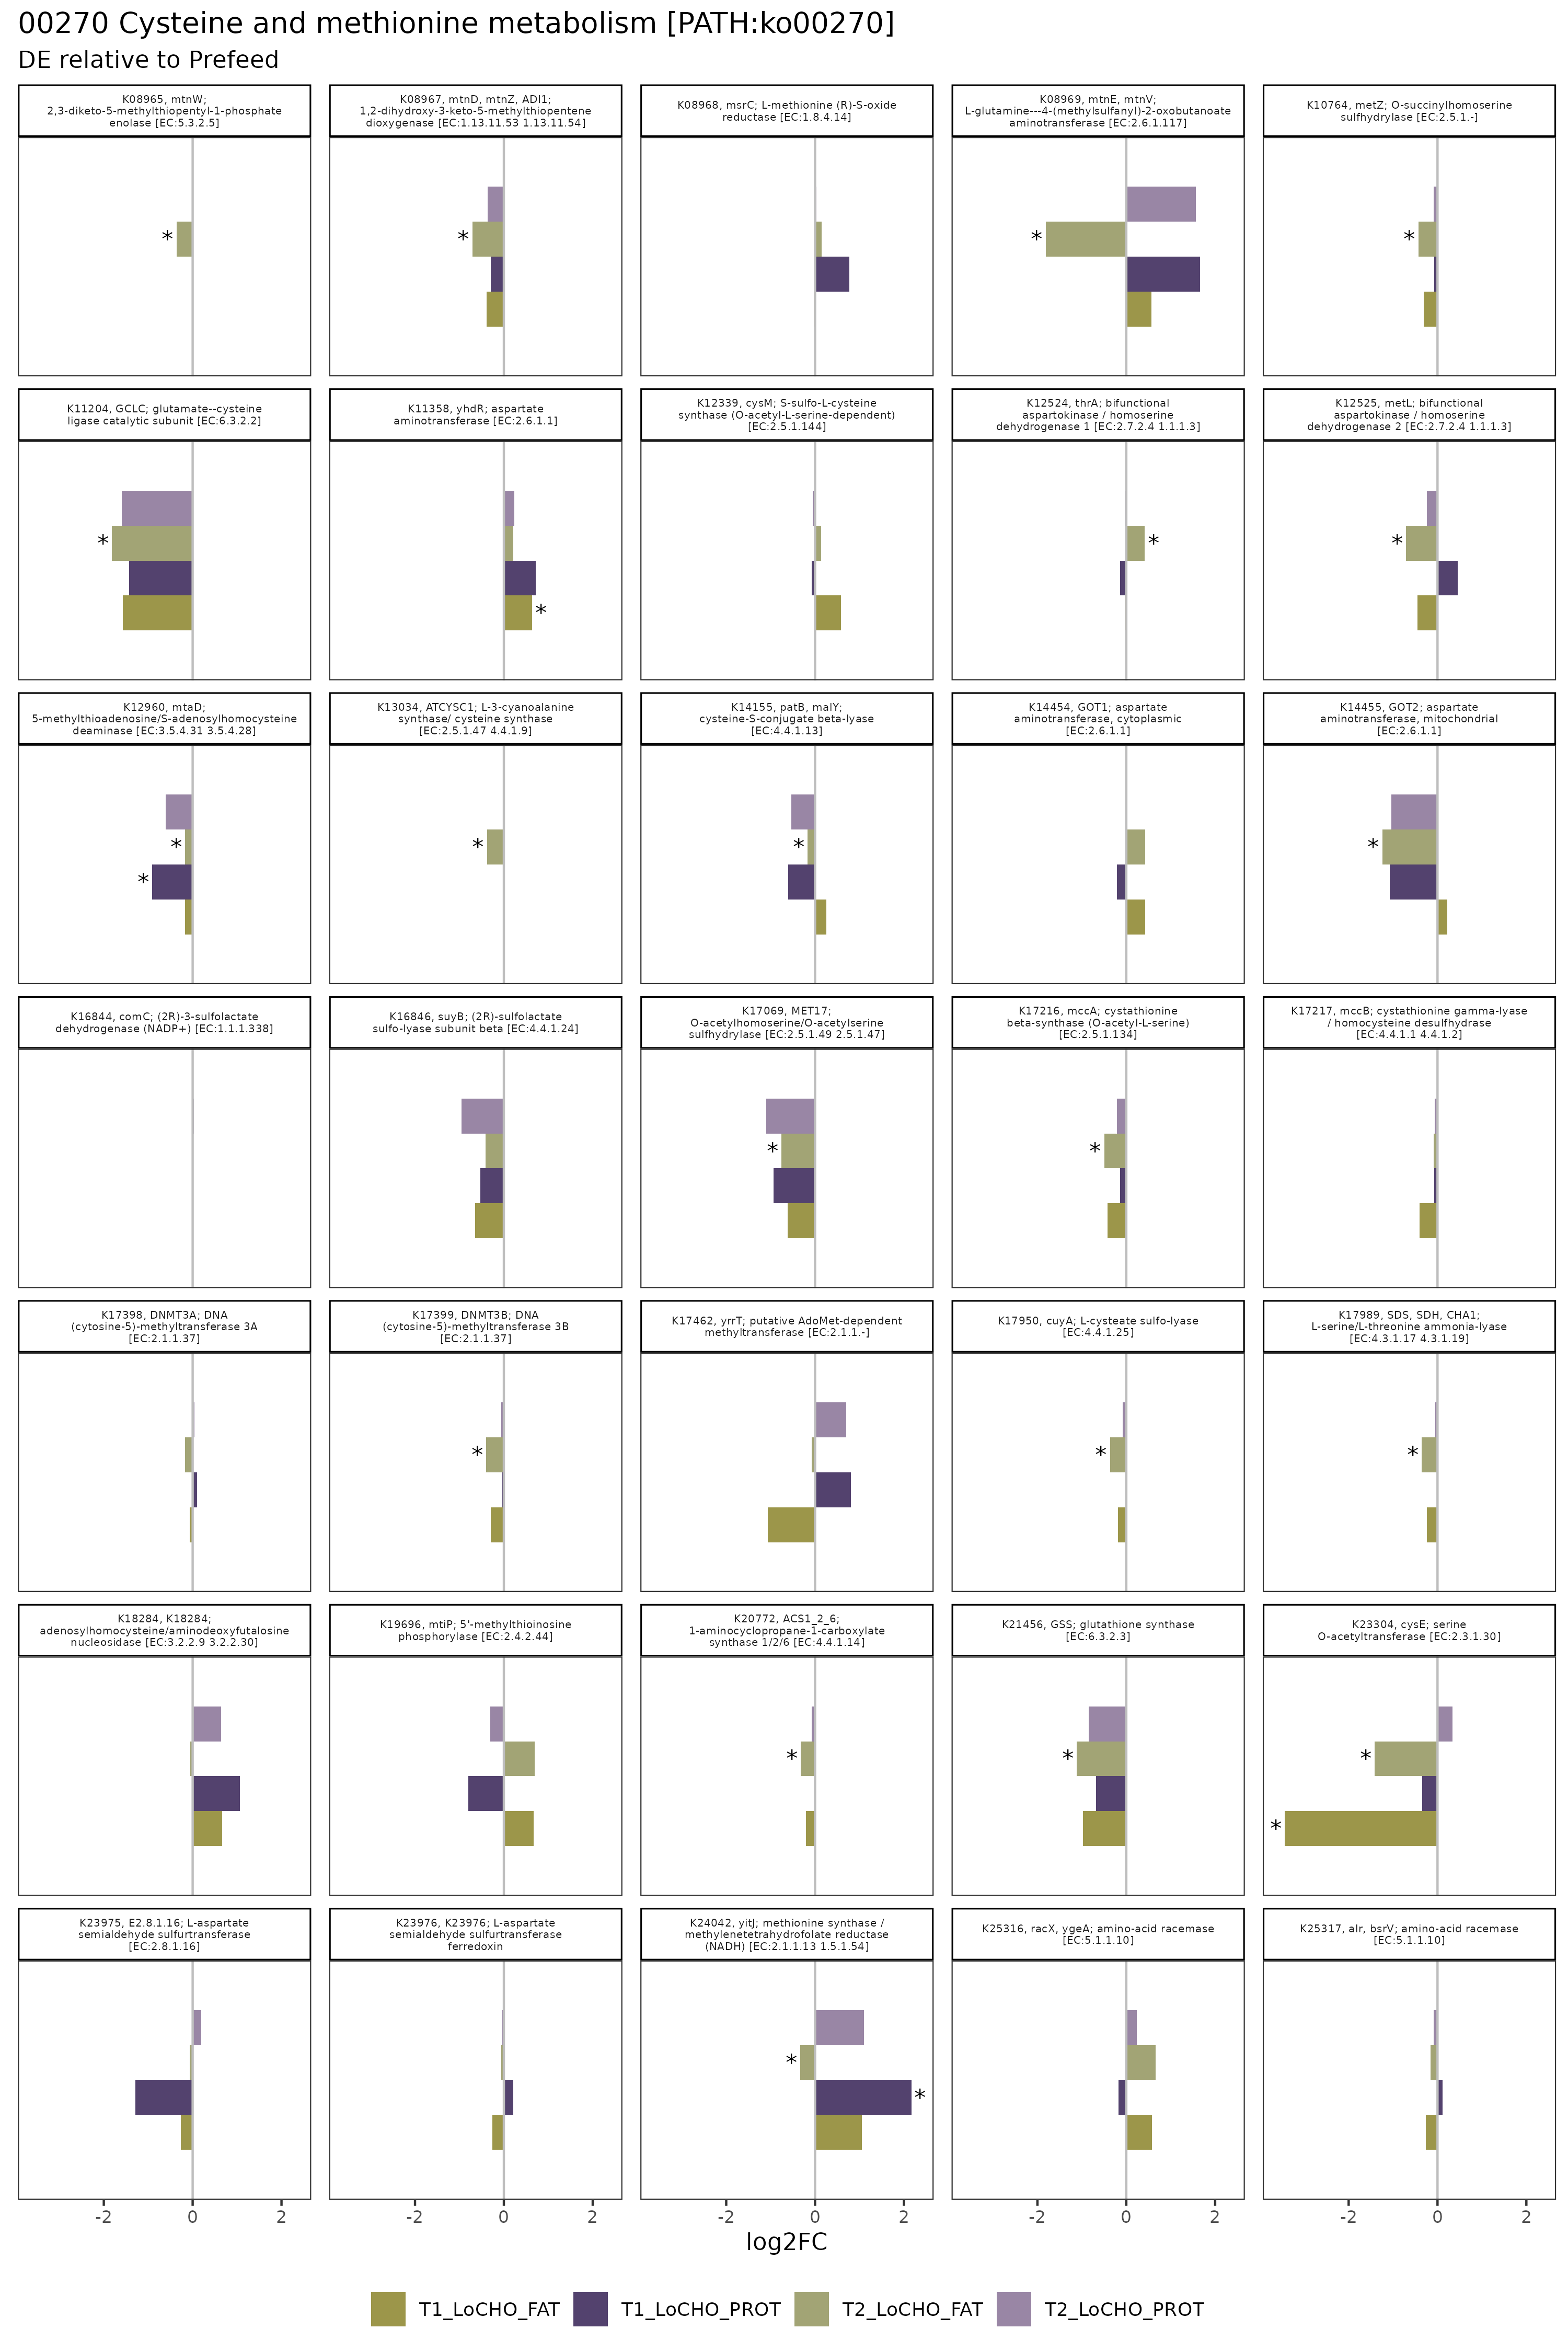 00270 Cysteine and methionine metabolism [PATH:ko00270]
DE relative to Prefeed
K08965, mtnW;
2,3-diketo-5-methylthiopentyl-1-phosphate
enolase [EC:5.3.2.5]
K08967, mtnD, mtnZ, ADI1;
1,2-dihydroxy-3-keto-5-methylthiopentene
dioxygenase [EC:1.13.11.53 1.13.11.54]
K08968, msrC; L-methionine (R)-S-oxide
reductase [EC:1.8.4.14]
K08969, mtnE, mtnV;
L-glutamine---4-(methylsulfanyl)-2-oxobutanoate
aminotransferase [EC:2.6.1.117]
K10764, metZ; O-succinylhomoserine
sulfhydrylase [EC:2.5.1.-]
*
*
*
*
K11204, GCLC; glutamate--cysteine
ligase catalytic subunit [EC:6.3.2.2]
K11358, yhdR; aspartate
aminotransferase [EC:2.6.1.1]
K12339, cysM; S-sulfo-L-cysteine
synthase (O-acetyl-L-serine-dependent)
[EC:2.5.1.144]
K12524, thrA; bifunctional
aspartokinase / homoserine
dehydrogenase 1 [EC:2.7.2.4 1.1.1.3]
K12525, metL; bifunctional
aspartokinase / homoserine
dehydrogenase 2 [EC:2.7.2.4 1.1.1.3]
*
*
*
*
K12960, mtaD;
5-methylthioadenosine/S-adenosylhomocysteine
deaminase [EC:3.5.4.31 3.5.4.28]
K13034, ATCYSC1; L-3-cyanoalanine
synthase/ cysteine synthase
[EC:2.5.1.47 4.4.1.9]
K14155, patB, malY;
cysteine-S-conjugate beta-lyase
[EC:4.4.1.13]
K14454, GOT1; aspartate
aminotransferase, cytoplasmic
[EC:2.6.1.1]
K14455, GOT2; aspartate
aminotransferase, mitochondrial
[EC:2.6.1.1]
*
*
*
*
*
K16844, comC; (2R)-3-sulfolactate
dehydrogenase (NADP+) [EC:1.1.1.338]
K16846, suyB; (2R)-sulfolactate
sulfo-lyase subunit beta [EC:4.4.1.24]
K17069, MET17;
O-acetylhomoserine/O-acetylserine
sulfhydrylase [EC:2.5.1.49 2.5.1.47]
K17216, mccA; cystathionine
beta-synthase (O-acetyl-L-serine)
[EC:2.5.1.134]
K17217, mccB; cystathionine gamma-lyase
/ homocysteine desulfhydrase
[EC:4.4.1.1 4.4.1.2]
*
*
K17398, DNMT3A; DNA
(cytosine-5)-methyltransferase 3A
[EC:2.1.1.37]
K17399, DNMT3B; DNA
(cytosine-5)-methyltransferase 3B
[EC:2.1.1.37]
K17462, yrrT; putative AdoMet-dependent
methyltransferase [EC:2.1.1.-]
K17950, cuyA; L-cysteate sulfo-lyase
[EC:4.4.1.25]
K17989, SDS, SDH, CHA1;
L-serine/L-threonine ammonia-lyase
[EC:4.3.1.17 4.3.1.19]
*
*
*
K18284, K18284;
adenosylhomocysteine/aminodeoxyfutalosine
nucleosidase [EC:3.2.2.9 3.2.2.30]
K19696, mtiP; 5'-methylthioinosine
phosphorylase [EC:2.4.2.44]
K20772, ACS1_2_6;
1-aminocyclopropane-1-carboxylate
synthase 1/2/6 [EC:4.4.1.14]
K21456, GSS; glutathione synthase
[EC:6.3.2.3]
K23304, cysE; serine
O-acetyltransferase [EC:2.3.1.30]
*
*
*
*
K23975, E2.8.1.16; L-aspartate
semialdehyde sulfurtransferase
[EC:2.8.1.16]
K23976, K23976; L-aspartate
semialdehyde sulfurtransferase
ferredoxin
K24042, yitJ; methionine synthase /
methylenetetrahydrofolate reductase
(NADH) [EC:2.1.1.13 1.5.1.54]
K25316, racX, ygeA; amino-acid racemase
[EC:5.1.1.10]
K25317, alr, bsrV; amino-acid racemase
[EC:5.1.1.10]
*
*
-2 0 2 -2 0 2 -2 0 2 -2 0 2 -2 0 2
log2FC
T1_LoCHO_FAT T1_LoCHO_PROT T2_LoCHO_FAT T2_LoCHO_PROT